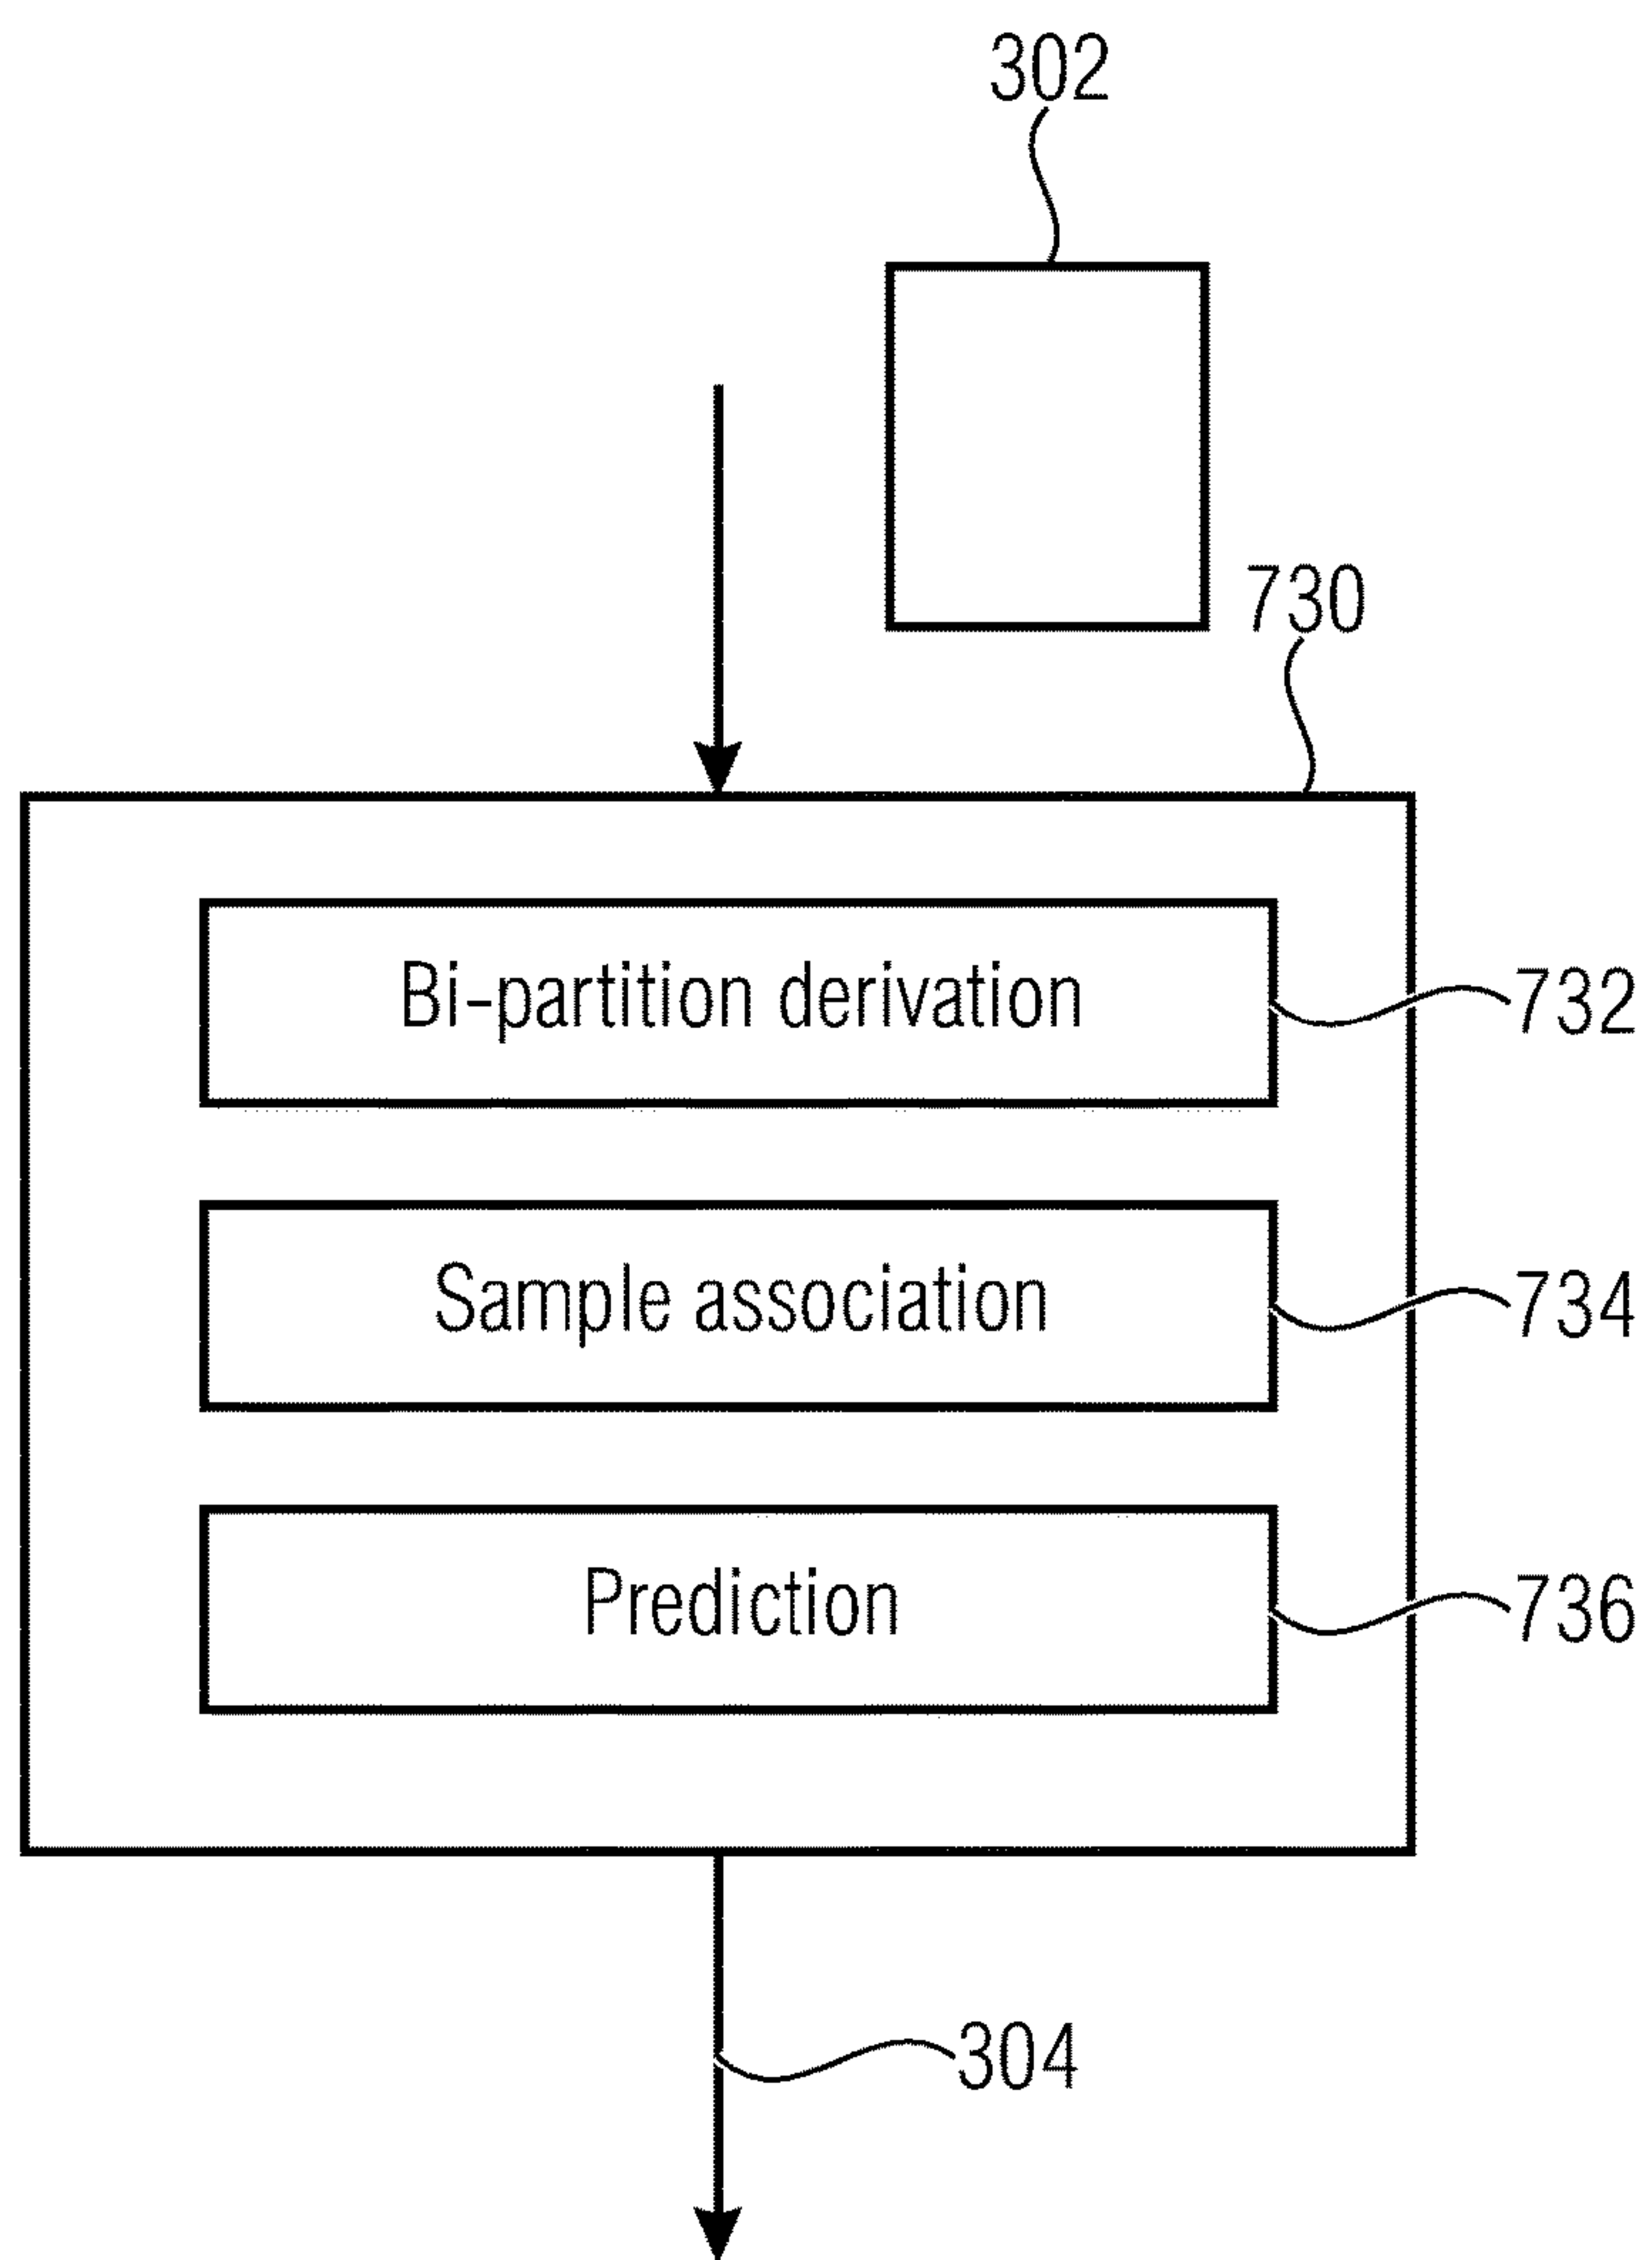 302
730
Bi-partition derivation
732
Sample association
734
Prediction
736
304